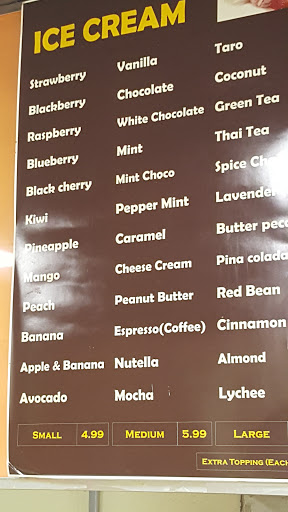 ICE CREAM
Strawberry
Blackberry
Raspberry
Blueberry
Black cherry
Kiwi
Pineapple
Mango
Peach
Banana
Apple & Banana
Avocado
Vanilla
Chocolate
White Chocolate
Mint
Mint Choco
Pepper Mint
Caramel
Cheese Cream
Peanut Butter
Espresso(Coffee)
Nutella
Mocha
Taro
Coconut
Green Tea
Thai Tea
Spice
Lavender
Butter
Pina colada
Red Bean
Cinnamon
Almond
Lychee
SMALL 4.99 MEDIUM 5.99 LARGE
EXTRA TOPPING (EACH